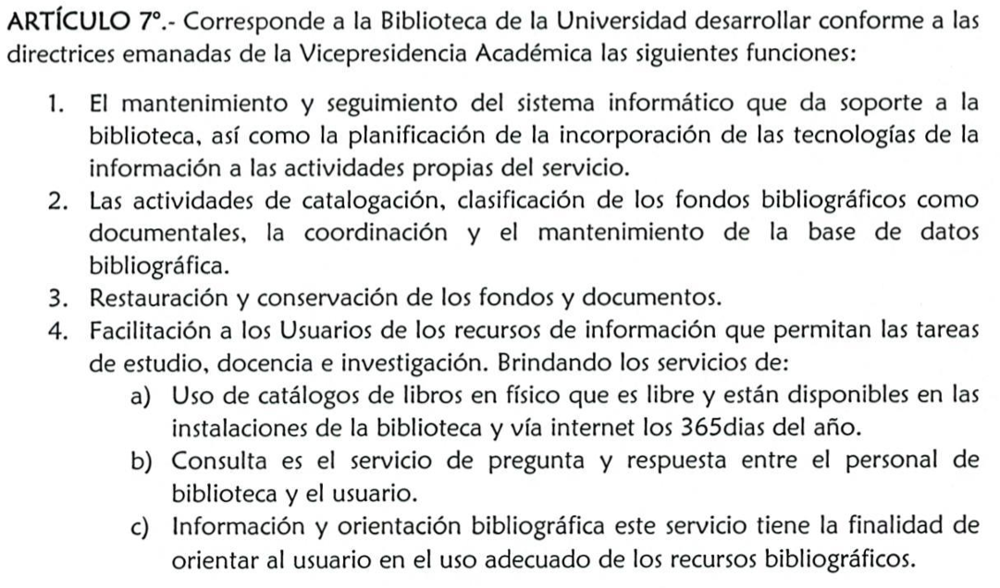 ARTÍCULO 7º.- Corresponde a la Biblioteca de la Universidad desarrollar conforme a las
directrices emanadas de la Vicepresidencia Académica las siguientes funciones:
1. El mantenimiento y seguimiento del sistema informático que da soporte a la
biblioteca, así como la planificación de la incorporación de las tecnologías de la
información a las actividades propias del servicio.
2. Las actividades de catalogación, clasificación de los fondos bibliográficos como
documentales, la coordinación y el mantenimiento de la base de datos
bibliográfica.
3. Restauración y conservación de los fondos y documentos.
4. Facilitación a los Usuarios de los recursos de información que permitan las tareas
de estudio, docencia e investigación. Brindando los servicios de:
a) Uso de catálogos de libros en físico que es libre y están disponibles en las
instalaciones de la biblioteca y vía internet los 365dias del año.
b) Consulta es el servicio de pregunta y respuesta entre el personal de
biblioteca y el usuario.
c) Información y orientación bibliográfica este servicio tiene la finalidad de
orientar al usuario en el uso adecuado de los recursos bibliográficos.